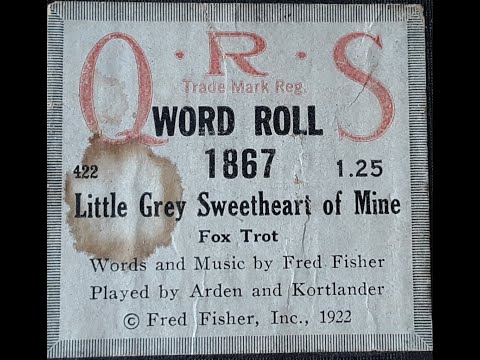 Q·R·S
Trade Mark Reg.
WORD ROLL
422 1867 1.25
Little Grey Sweetheart of Mine
Fox Trot
Words and Music by Fred Fisher
Played by Arden and Kortlander
© Fred Fisher, Inc., 1922